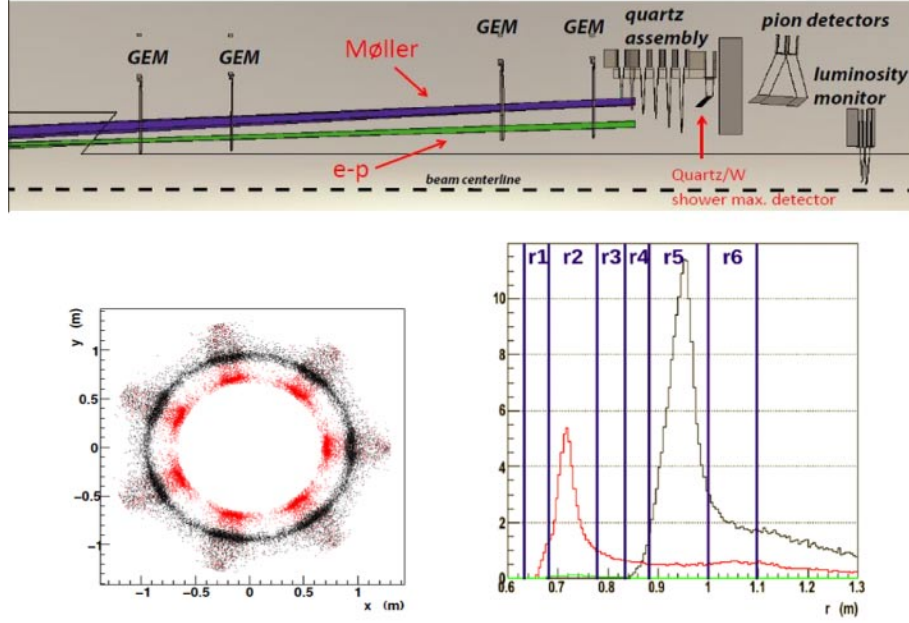 GEM
GEM
Møller
GEM
GEM
quartz
assembly
pion detectors
luminosity
monitor
e-p
beam centerline
Quartz/W
shower max. detector
y (m)
1
0.5
0
−0.5
−1
−1
−0.5
0
0.5
1
x (m)
r1
r2
r3
r4
r5
r6
10
8
6
4
2
0
0.6
0.7
0.8
0.9
1
1.1
1.2
1.3
r (m)